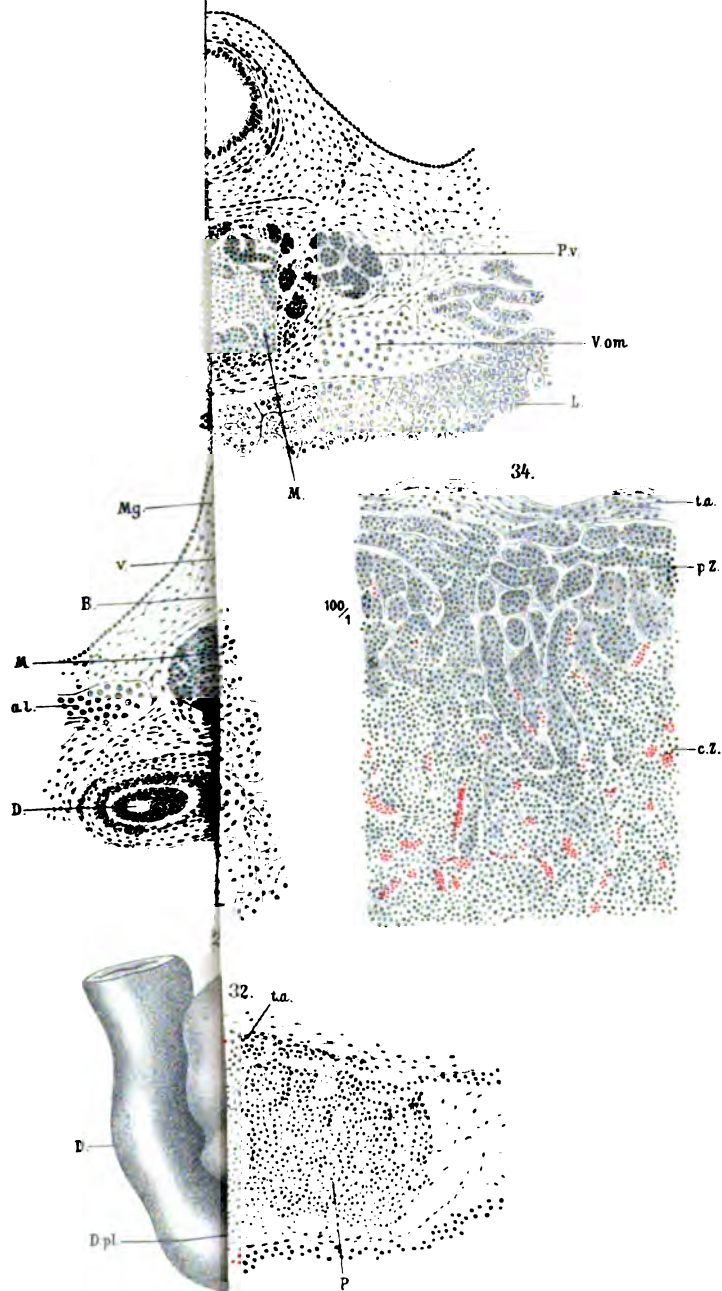 P.v.
V.om
L.
M.
34.
Mg.
t.a.
v.
p.Z.
B.
100/1
M
a.l.
c.Z.
D.
32.
t.a.
D.
D pl
P